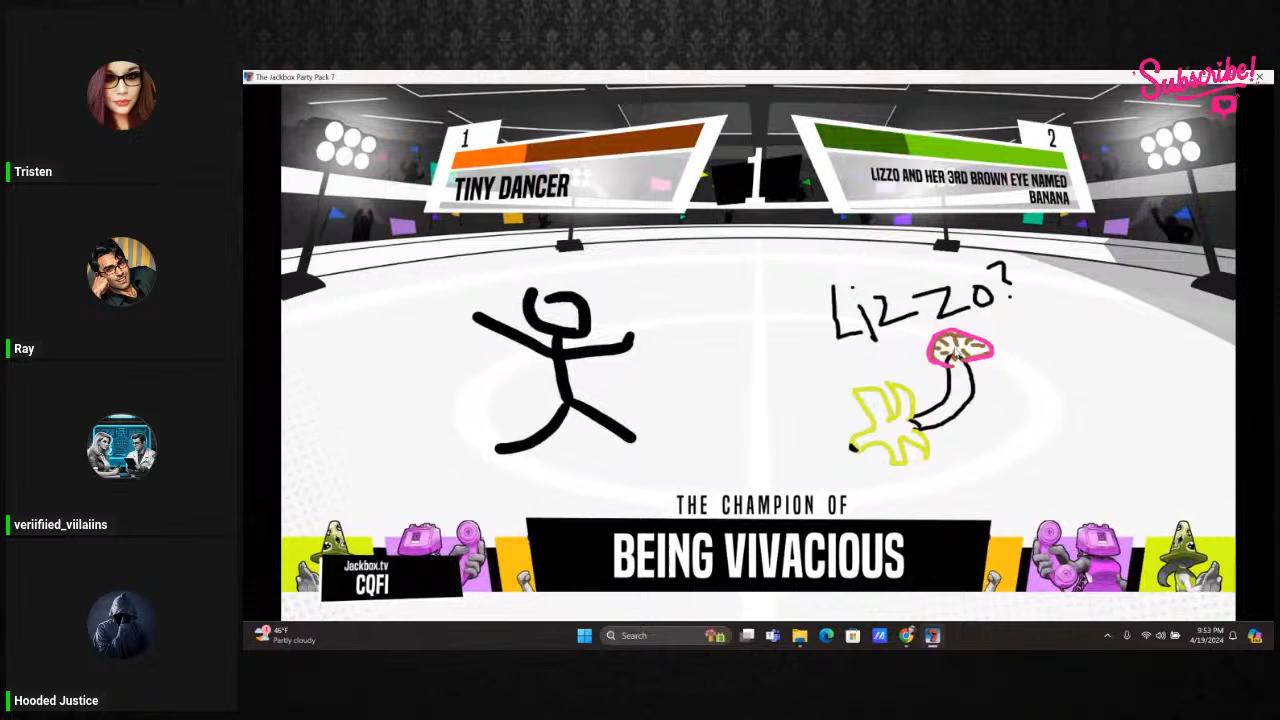 The Jackbox Party Pack 7
Subscribe!
1
TINY DANCER
1
2
LIZZO AND HER 3RD BROWN EYE NAMED
BANANA
Lizzo?
THE CHAMPION OF
BEING VIVACIOUS
Jackbox.tv
CQFI
Tristen
Ray
veriifiied_viilaiins
Hooded Justice
46°F
Partly cloudy
Search
9:53 PM
4/19/2024